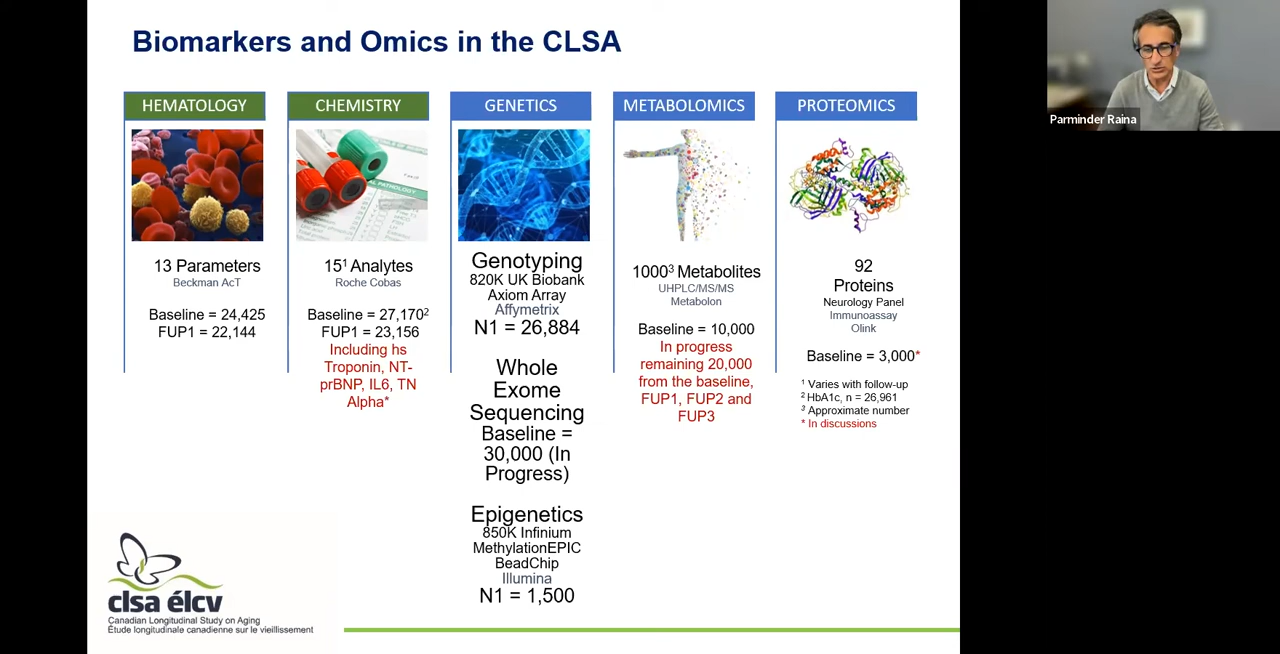 Biomarkers and Omics in the CLSA
HEMATOLOGY
13 Parameters
Beckman AcT
Baseline = 24,425
FUP1 = 22,144
CHEMISTRY
15¹ Analytes
Roche Cobas
Baseline = 27,170²
FUP1 = 23,156
Including hs
Troponin, NT-
prBNP, IL6, TN
Alpha*
GENETICS
Genotyping
820K UK Biobank
Axiom Array
Affymetrix
N1 = 26,884
Whole
Exome
Sequencing
Baseline =
30,000 (In
Progress)
Epigenetics
850K Infinium
MethylationEPIC
BeadChip
Illumina
N1 = 1,500
METABOLOMICS
1000³ Metabolites
UHPLC/MS/MS
Metabolon
Baseline = 10,000
In progress
remaining 20,000
from the baseline,
FUP1, FUP2 and
FUP3
PROTEOMICS
92
Proteins
Neurology Panel
Immunoassay
Olink
Baseline = 3,000*
¹ Varies with follow-up
² HbA1c, n = 26,961
³ Approximate number
* In discussions
clsa élcv
Canadian Longitudinal Study on Aging
Étude longitudinale canadienne sur le vieillissement
Parminder Raina